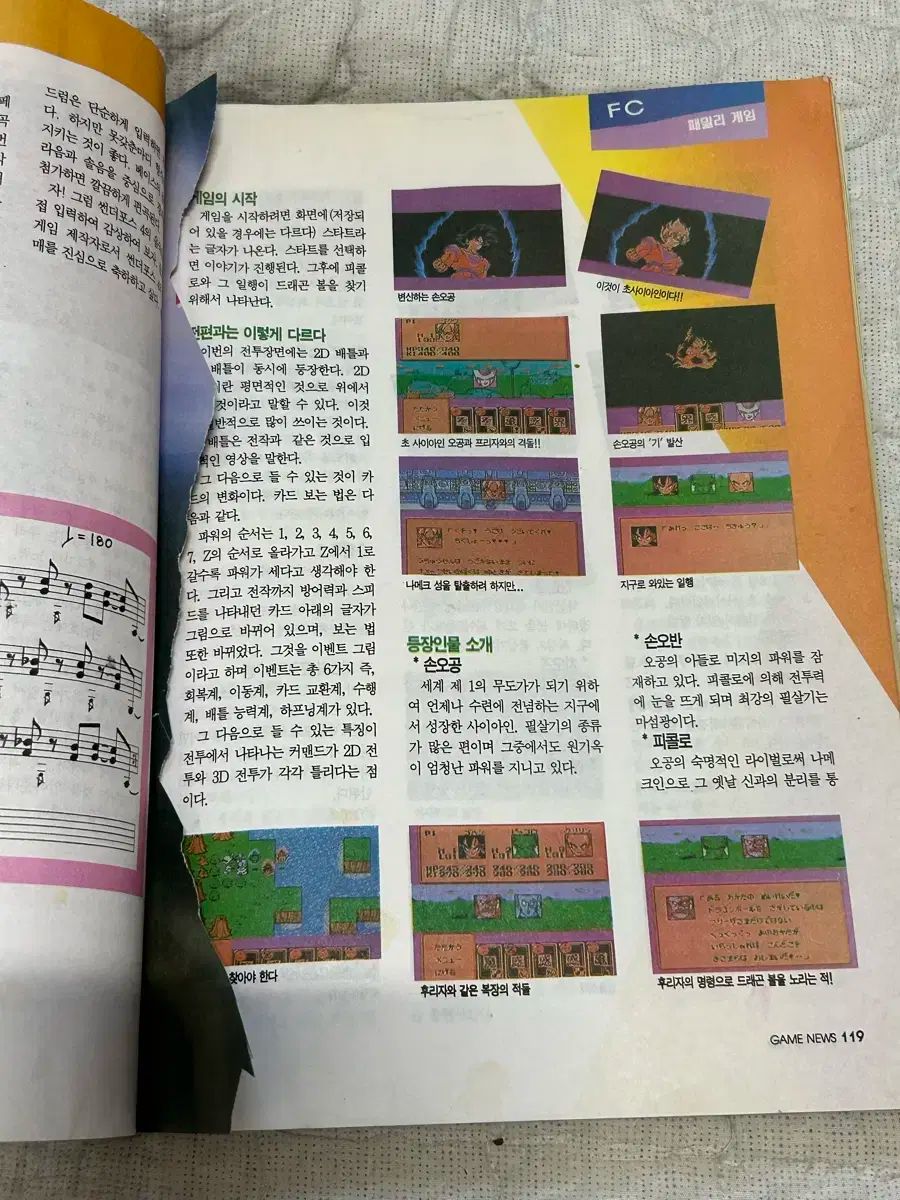 드럼은 단순하게 입력하면
다. 하지만 못갖춘마디
지키는 것이 좋다. 베이스
라음과 솔음을 중심으로
첨가하면 깔끔하게 편곡된다
자! 그럼 썬더포스 4의
점 입력하여 감상하여 보자.
게임 제작자로서 썬더포스
매를 진심으로 축하하고 싶다.
= 180
FC
패밀리 게임
게임의 시작
게임을 시작하려면 화면에(저장되
어 있을 경우에는 다르다) 스타트라
는 글자가 나온다. 스타트를 선택하
면 이야기가 진행된다. 그후에 피콜
로와 그 일행이 드래곤 볼을 찾기
위해서 나타난다.
전편과는 이렇게 다르다
이번의 전투장면에는 2D 배틀과
배틀이 동시에 등장한다. 2D
이란 평면적인 것으로 위에서
것이라고 말할 수 있다. 이것
일반적으로 많이 쓰이는 것이다.
배틀은 전작과 같은 것으로 입
적인 영상을 말한다.
그 다음으로 들 수 있는 것이 카
드의 변화이다. 카드 보는 법은 다
음과 같다.
파워의 순서는 1, 2, 3, 4, 5, 6,
7, Z의 순서로 올라가고 Z에서 1로
갈수록 파워가 세다고 생각해야 한
다. 그리고 전작까지 방어력과 스피
드를 나타내던 카드 아래의 글자가
그림으로 바뀌어 있으며, 보는 법
또한 바뀌었다. 그것을 이벤트 그림
이라고 하며 이벤트는 총 6가지 즉,
회복계, 이동계, 카드 교환계, 수행
계, 배틀 능력계, 하프닝계가 있다.
그 다음으로 들 수 있는 특징이
전투에서 나타나는 커맨드가 2D 전
투와 3D 전투가 각각 틀리다는 점
이다.
찾아야 한다
변신하는 손오공
이것이 초사이아인이다!!
초 사이아인 오공과 프리자와의 격돌!!
손오공의 '기' 발산
나메크 성을 탈출하려 하지만...
지구로 와있는 일행
등장인물 소개
* 손오공
세계 제 1의 무도가가 되기 위하
여 언제나 수련에 전념하는 지구에
서 성장한 사이아인. 필살기의 종류
가 많은 편이며 그중에서도 원기옥
이 엄청난 파워를 지니고 있다.
* 손오반
오공의 아들로 미지의 파워를 잠
재하고 있다. 피콜로에 의해 전투력
에 눈을 뜨게 되며 최강의 필살기는
마섬광이다.
* 피콜로
오공의 숙명적인 라이벌로써 나메
크인으로 그 옛날 신과의 분리를 통
후리자와 같은 복장의 적들
후리자의 명령으로 드래곤 볼을 노리는 적!
GAME NEWS 119